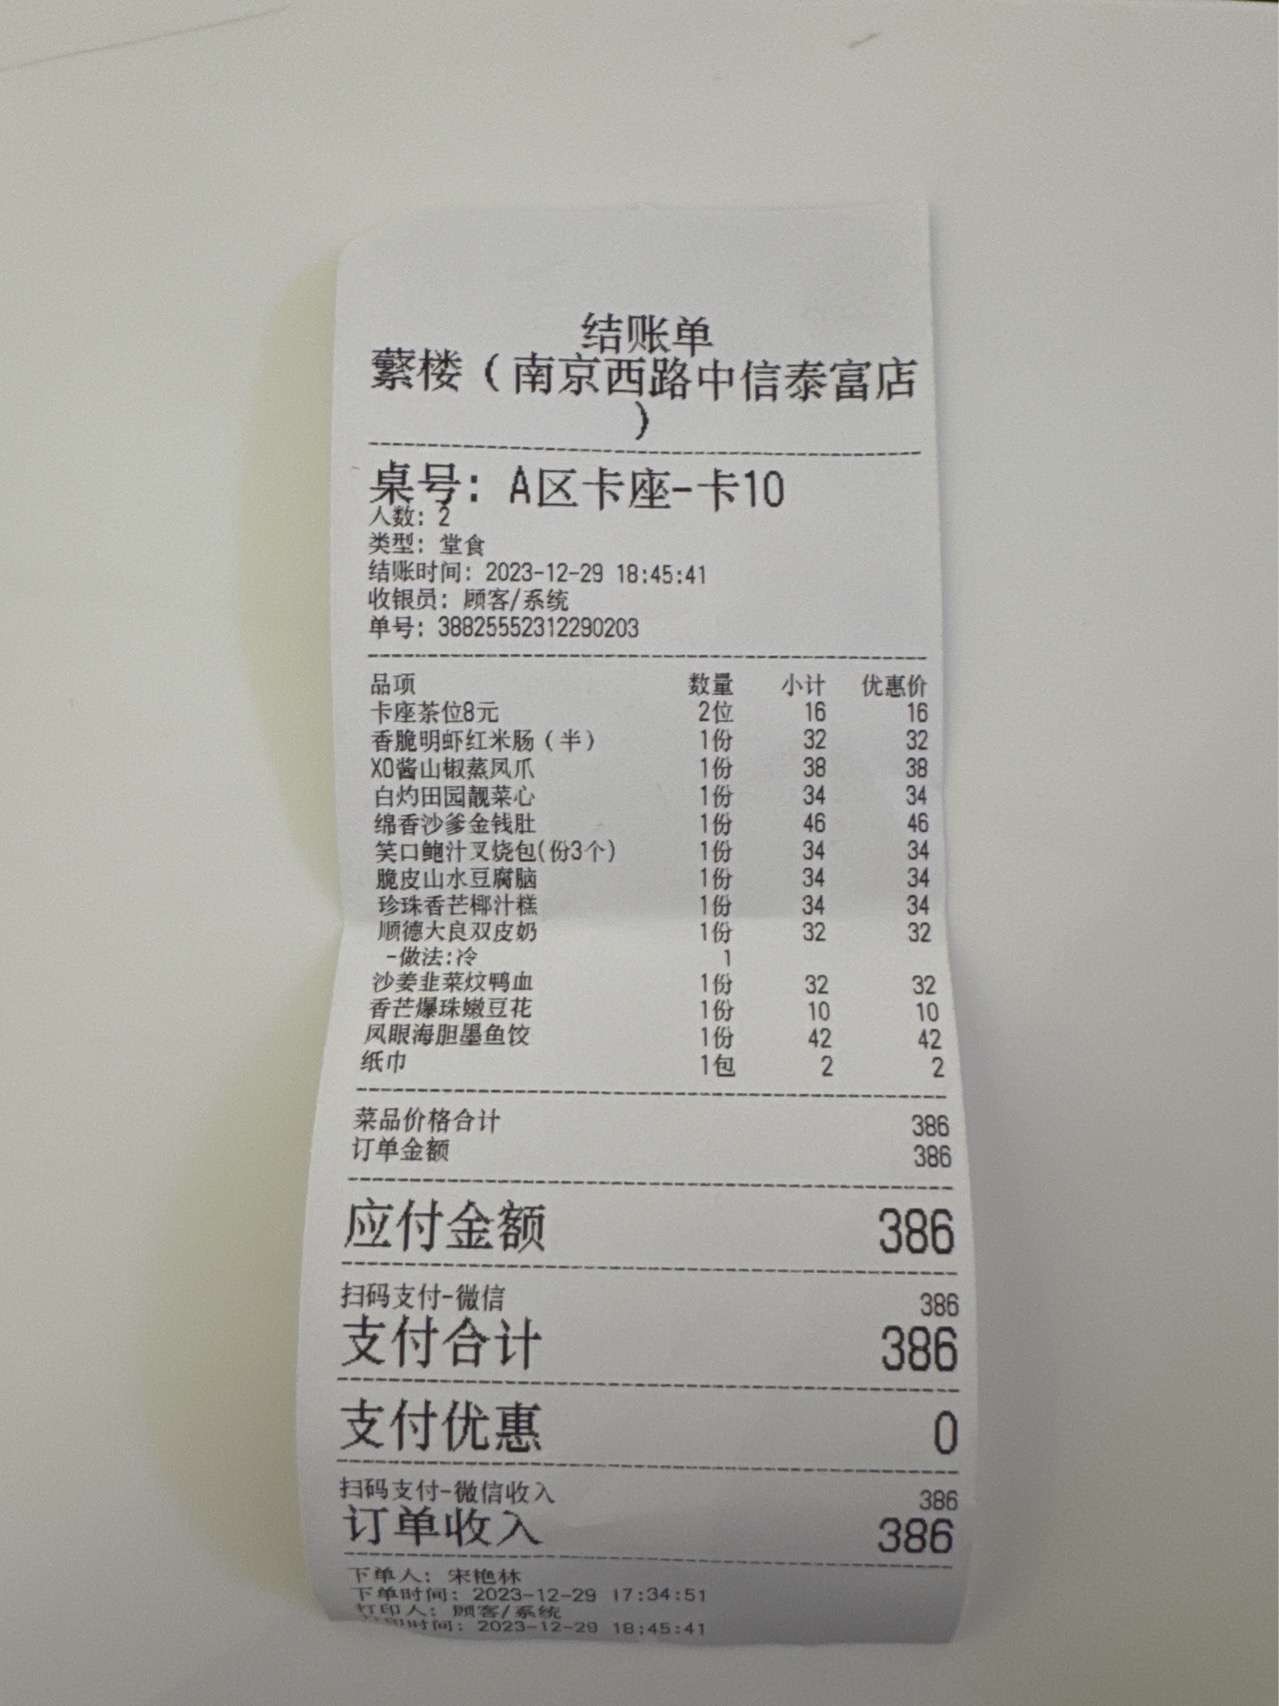 结账单
蘩楼（南京西路中信泰富店
）
桌号: A区卡座-卡10
人数: 2
类型: 堂食
结账时间: 2023-12-29 18:45:41
收银员: 顾客/系统
单号: 38825552312290203
品项 数量 小计 优惠价
卡座茶位8元 2位 16 16
香脆明虾红米肠（半） 1份 32 32
XO酱山椒蒸凤爪 1份 38 38
白灼田园靓菜心 1份 34 34
绵香沙爹金钱肚 1份 46 46
笑口鲍汁叉烧包(份3个) 1份 34 34
脆皮山水豆腐脑 1份 34 34
珍珠香芒椰汁糕 1份 34 34
顺德大良双皮奶 1份 32 32
-做法:冷 1
沙姜韭菜炆鸭血 1份 32 32
香芒爆珠嫩豆花 1份 10 10
凤眼海胆墨鱼饺 1份 42 42
纸巾 1包 2 2
菜品价格合计 386
订单金额 386
应付金额 386
扫码支付-微信 386
支付合计 386
支付优惠 0
扫码支付-微信收入 386
订单收入 386
下单人: 宋艳林
下单时间: 2023-12-29 17:34:51
打印人: 顾客/系统
打印时间: 2023-12-29 18:45:41